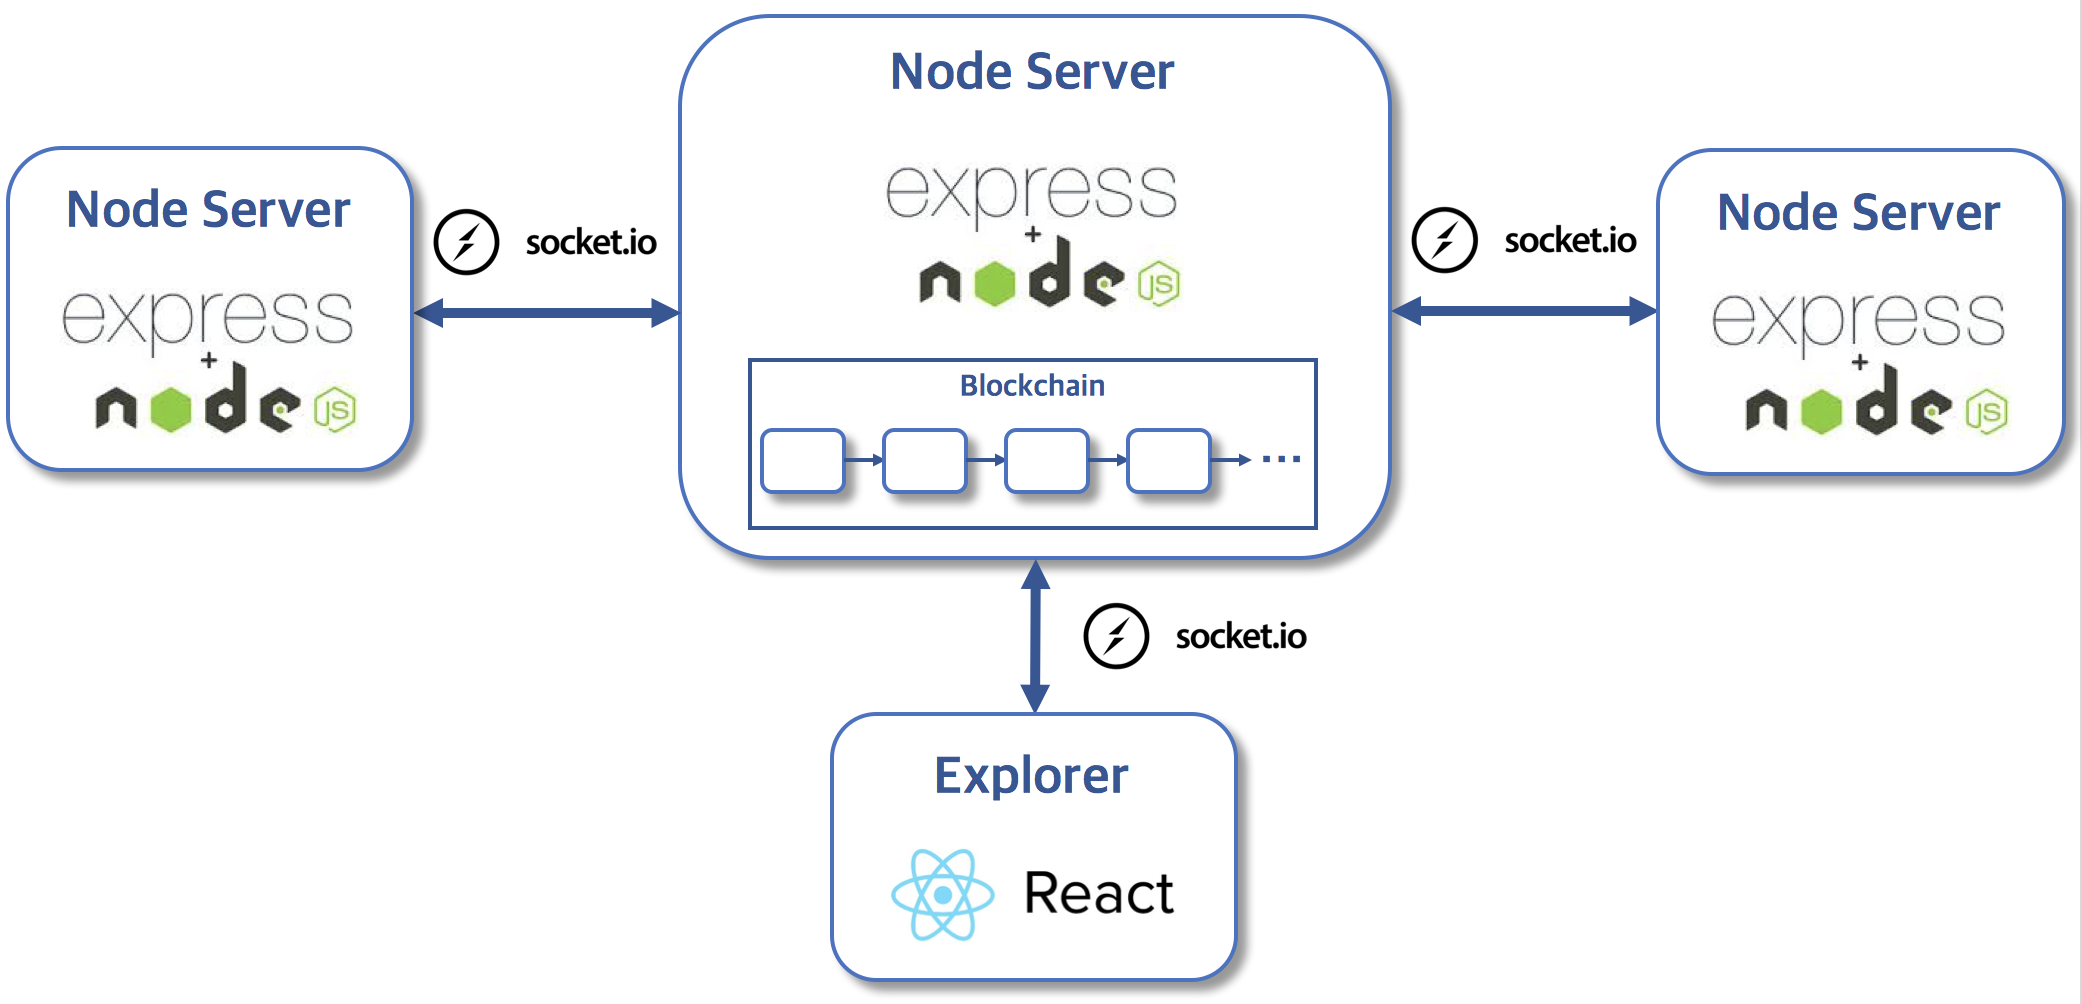 Node Server
express
+
node JS
Blockchain
...
Node Server
express
+
node JS
socket.io
socket.io
Node Server
express
+
node JS
socket.io
Explorer
React